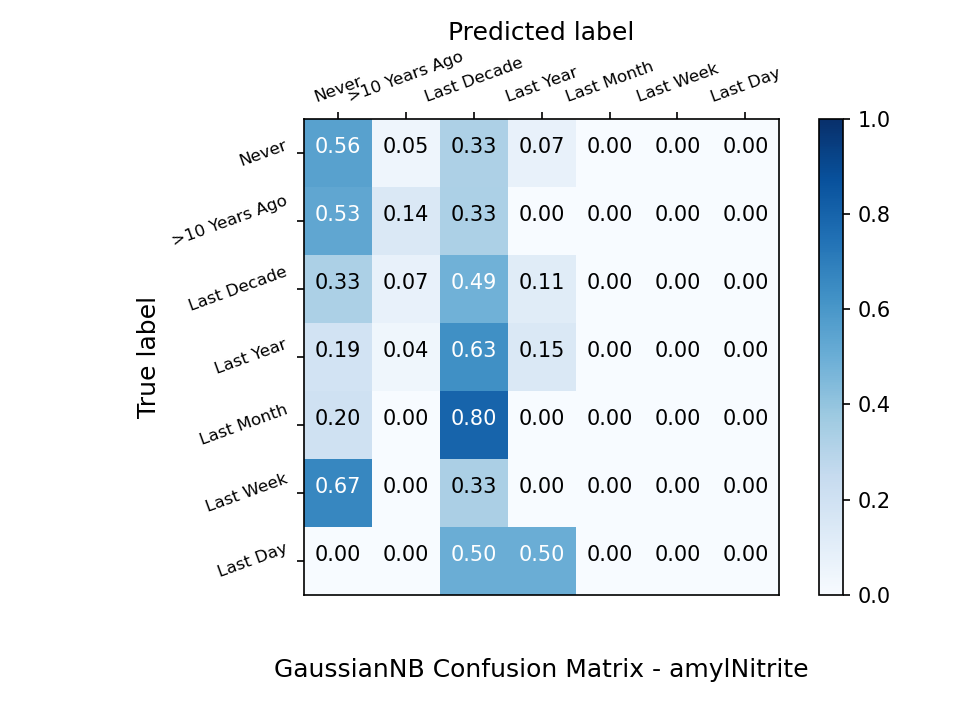 Predicted label
Never >10 Years Ago Last Decade Last Year Last Month Last Week Last Day
True label
Never 0.56 0.05 0.33 0.07 0.00 0.00 0.00
>10 Years Ago 0.53 0.14 0.33 0.00 0.00 0.00 0.00
Last Decade 0.33 0.07 0.49 0.11 0.00 0.00 0.00
Last Year 0.19 0.04 0.63 0.15 0.00 0.00 0.00
Last Month 0.20 0.00 0.80 0.00 0.00 0.00 0.00
Last Week 0.67 0.00 0.33 0.00 0.00 0.00 0.00
Last Day 0.00 0.00 0.50 0.50 0.00 0.00 0.00
1.0
0.8
0.6
0.4
0.2
0.0
GaussianNB Confusion Matrix - amylNitrite